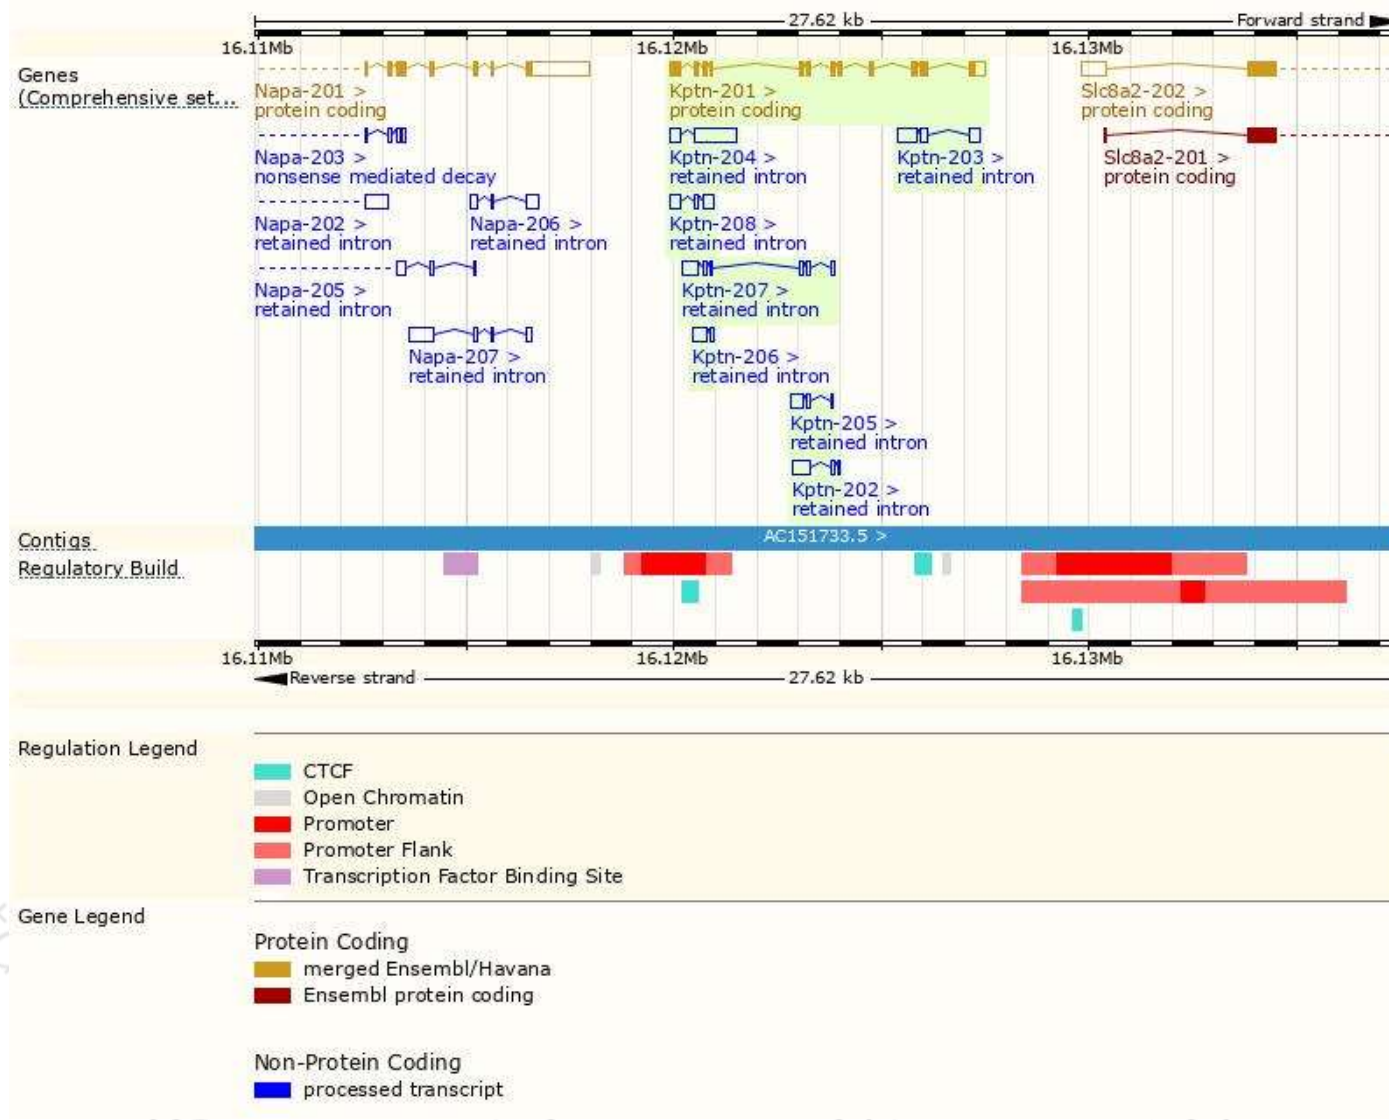 27.62 kb
Forward strand
16.11Mb 16.12Mb 16.13Mb
Genes
(Comprehensive set...
Napa-201 >
protein coding
Kptn-201 >
protein coding
Slc8a2-202 >
protein coding
Napa-203 >
nonsense mediated decay
Kptn-204 >
retained intron
Kptn-203 >
retained intron
Slc8a2-201 >
protein coding
Napa-202 >
retained intron
Napa-206 >
retained intron
Kptn-208 >
retained intron
Napa-205 >
retained intron
Kptn-207 >
retained intron
Napa-207 >
retained intron
Kptn-206 >
retained intron
Kptn-205 >
retained intron
Kptn-202 >
retained intron
Contigs
AC151733.5 >
Regulatory Build
16.11Mb 16.12Mb 16.13Mb
Reverse strand
27.62 kb
Regulation Legend
CTCF
Open Chromatin
Promoter
Promoter Flank
Transcription Factor Binding Site
Gene Legend
Protein Coding
merged Ensembl/Havana
Ensembl protein coding
Non-Protein Coding
processed transcript